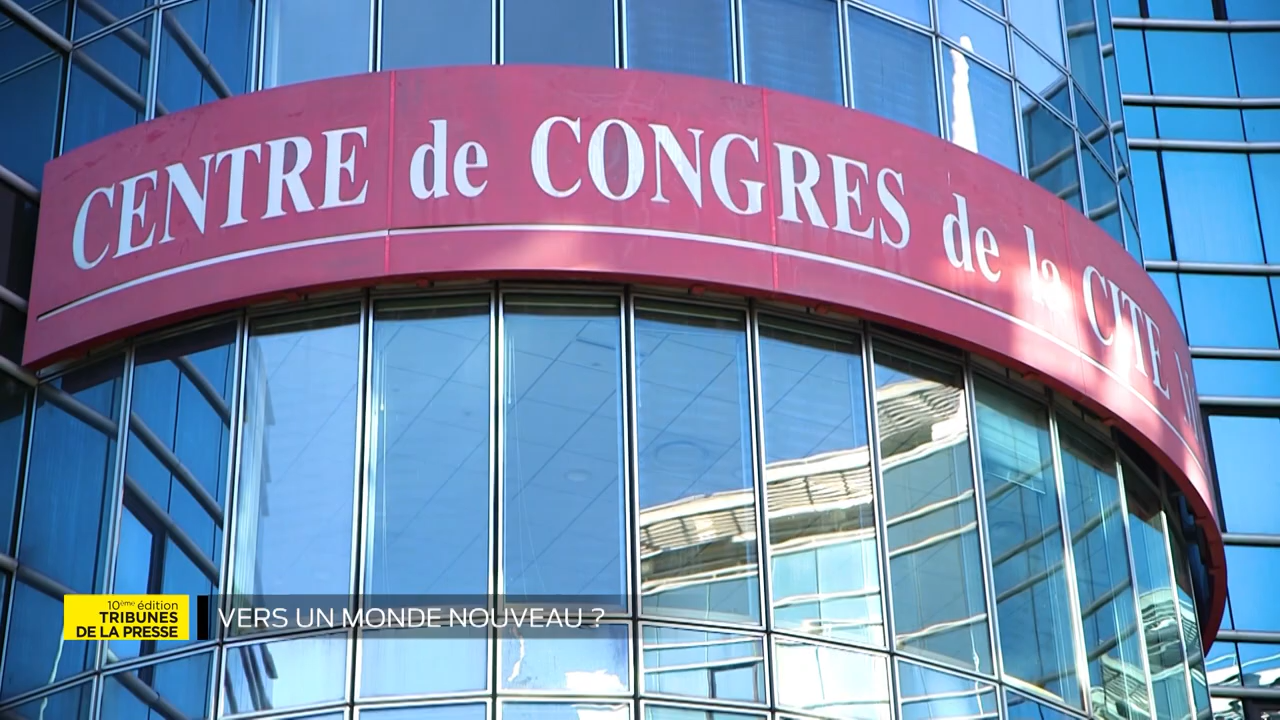 CENTRE de CONGRES de la CITE
10ème édition
TRIBUNES
DE LA PRESSE
VERS UN MONDE NOUVEAU ?